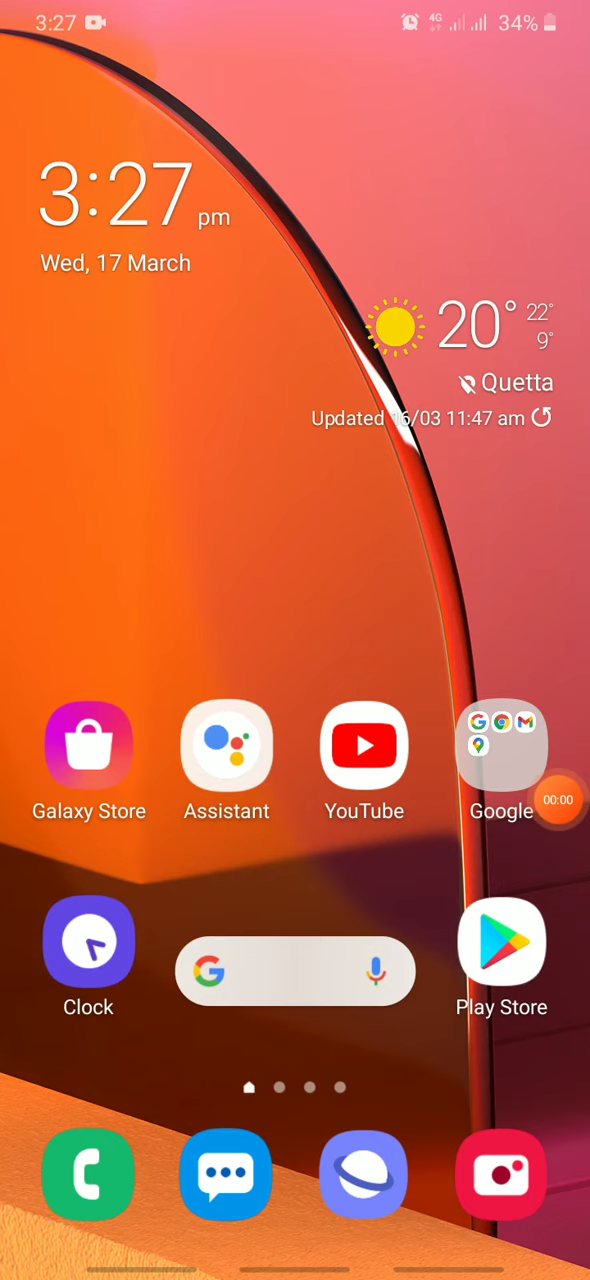 3:27
4G
34%
3:27 pm
Wed, 17 March
20° 22°
9°
Quetta
Updated 16/03 11:47 am
Galaxy Store
Assistant
YouTube
Google
00:00
Clock
Play Store